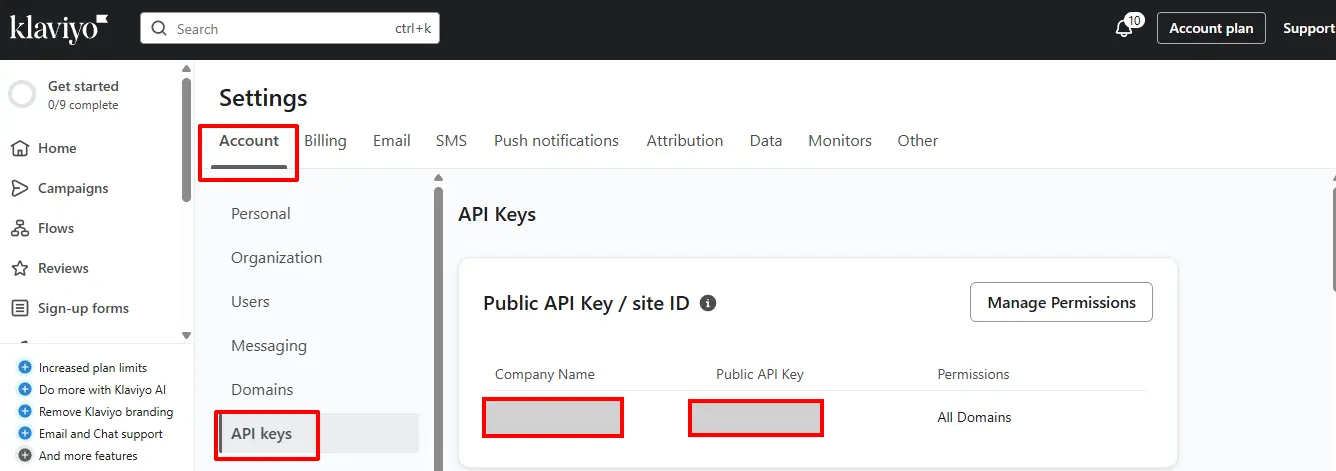 klaviyo
Search ctrl+k
10
Account plan
Support
Get started
0/9 complete
Home
Campaigns
Flows
Reviews
Sign-up forms
Increased plan limits
Do more with Klaviyo AI
Remove Klaviyo branding
Email and Chat support
And more features
Settings
Account Billing Email SMS Push notifications Attribution Data Monitors Other
Personal
Organization
Users
Messaging
Domains
API keys
API Keys
Public API Key / site ID
Manage Permissions
Company Name Public API Key Permissions
All Domains